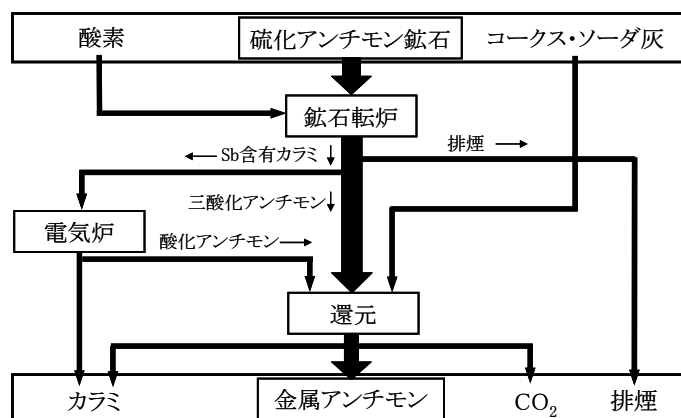 酸素 硫化アンチモン鉱石 コークス・ソーダ灰
鉱石転炉
← Sb含有カラミ ↓ 排煙 →
三酸化アンチモン ↓
電気炉 酸化アンチモン →
還元
カラミ 金属アンチモン CO₂ 排煙